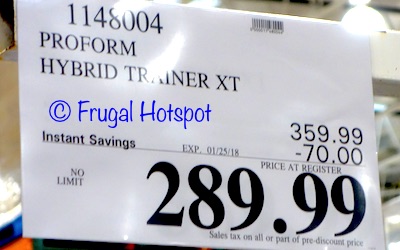 1148004
PROFORM
HYBRID TRAINER XT
© Frugal Hotspot
359.99
Instant Savings EXP. 01/25/18 -70.00
NO LIMIT
PRICE AT REGISTER
289.99
Sales tax on all or part of pre-discount price